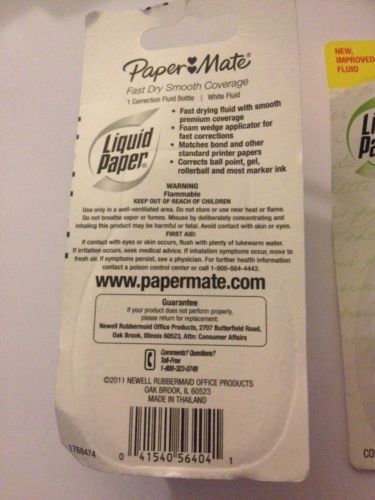 Paper Mate®
Fast Dry Smooth Coverage
1 Correction Fluid Bottle | White Fluid
Liquid
Paper®
• Fast drying fluid with smooth
premium coverage
• Foam wedge applicator for
fast corrections
• Matches bond and other
standard printer papers
• Corrects ball point, gel,
rollerball and most marker ink
WARNING
Flammable
KEEP OUT OF REACH OF CHILDREN
Use only in a well-ventilated area. Do not store or use near heat or flame.
Do not breathe vapor or fumes. Misuse by deliberately concentrating and
inhaling this product may be harmful or fatal. Avoid contact with skin or eyes.
FIRST AID:
If contact with eyes or skin occurs, flush with plenty of lukewarm water.
If irritation occurs, seek medical advice. If inhalation symptoms occur, move to
fresh air. If symptoms persist, see a physician. For further health information
contact a poison control center or call 1-800-884-4443.
www.papermate.com
Guarantee
If your product does not perform properly,
please return for replacement:
Newell Rubbermaid Office Products, 2707 Butterfield Road,
Oak Brook, Illinois 60523, Attn: Consumer Affairs
Comments? Questions?
Toll-Free
1-800-323-0749
©2011 NEWELL RUBBERMAID OFFICE PRODUCTS
OAK BROOK, IL 60523
MADE IN THAILAND
1768474
0 41540 56404 1
NEW,
IMPROVED
FLUID